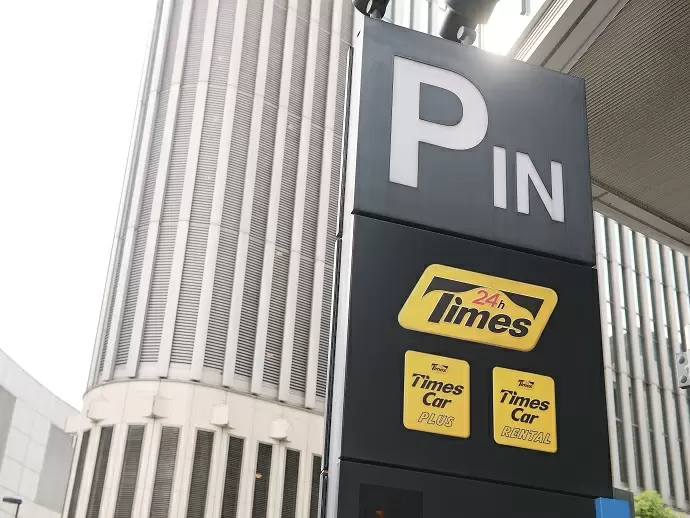 P IN
24h
Times
Times
Times
Car
PLUS
Times
Times
Car
RENTAL